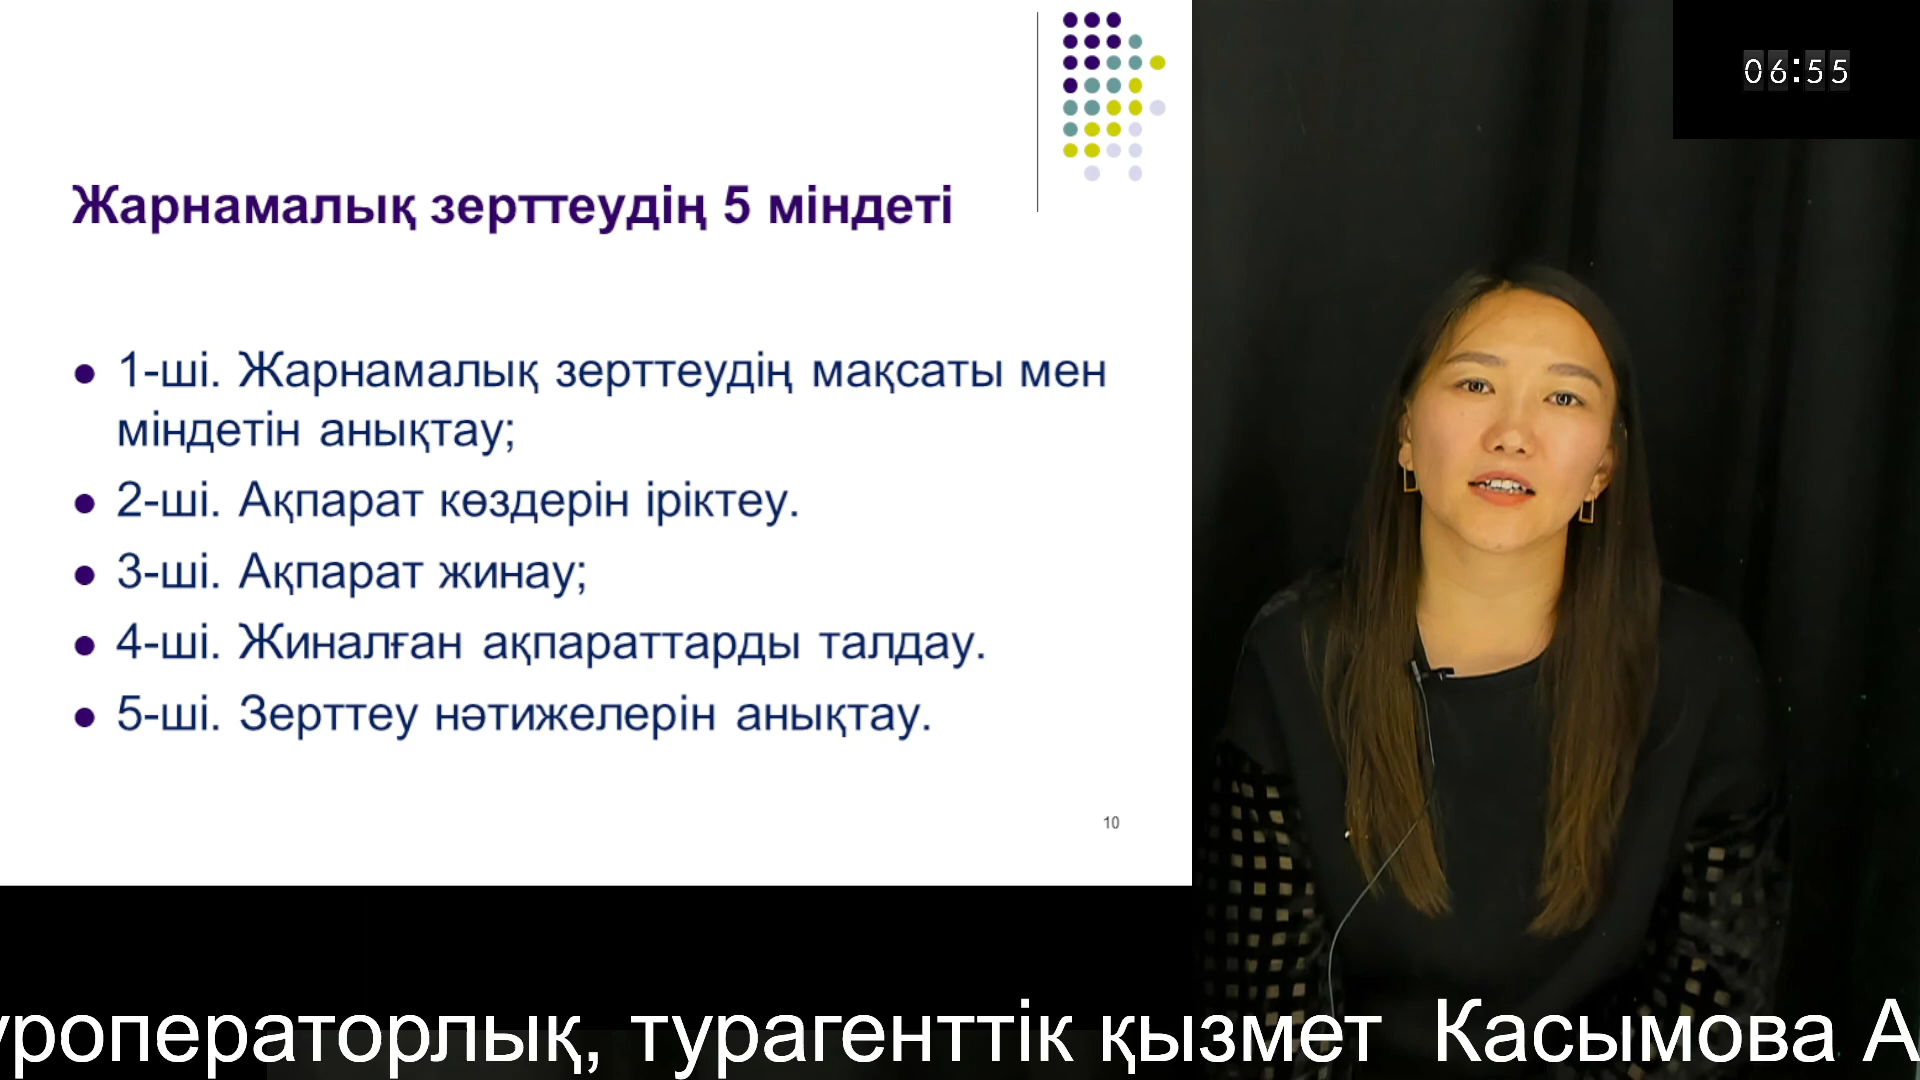 Жарнамалық зерттеудің 5 міндеті
1-ші. Жарнамалық зерттеудің мақсаты мен
міндетін анықтау;
2-ші. Ақпарат көздерін іріктеу.
3-ші. Ақпарат жинау;
4-ші. Жиналған ақпараттарды талдау.
5-ші. Зерттеу нәтижелерін анықтау.
10
06:55
уроператорлық, турагенттік қызмет Касымова А